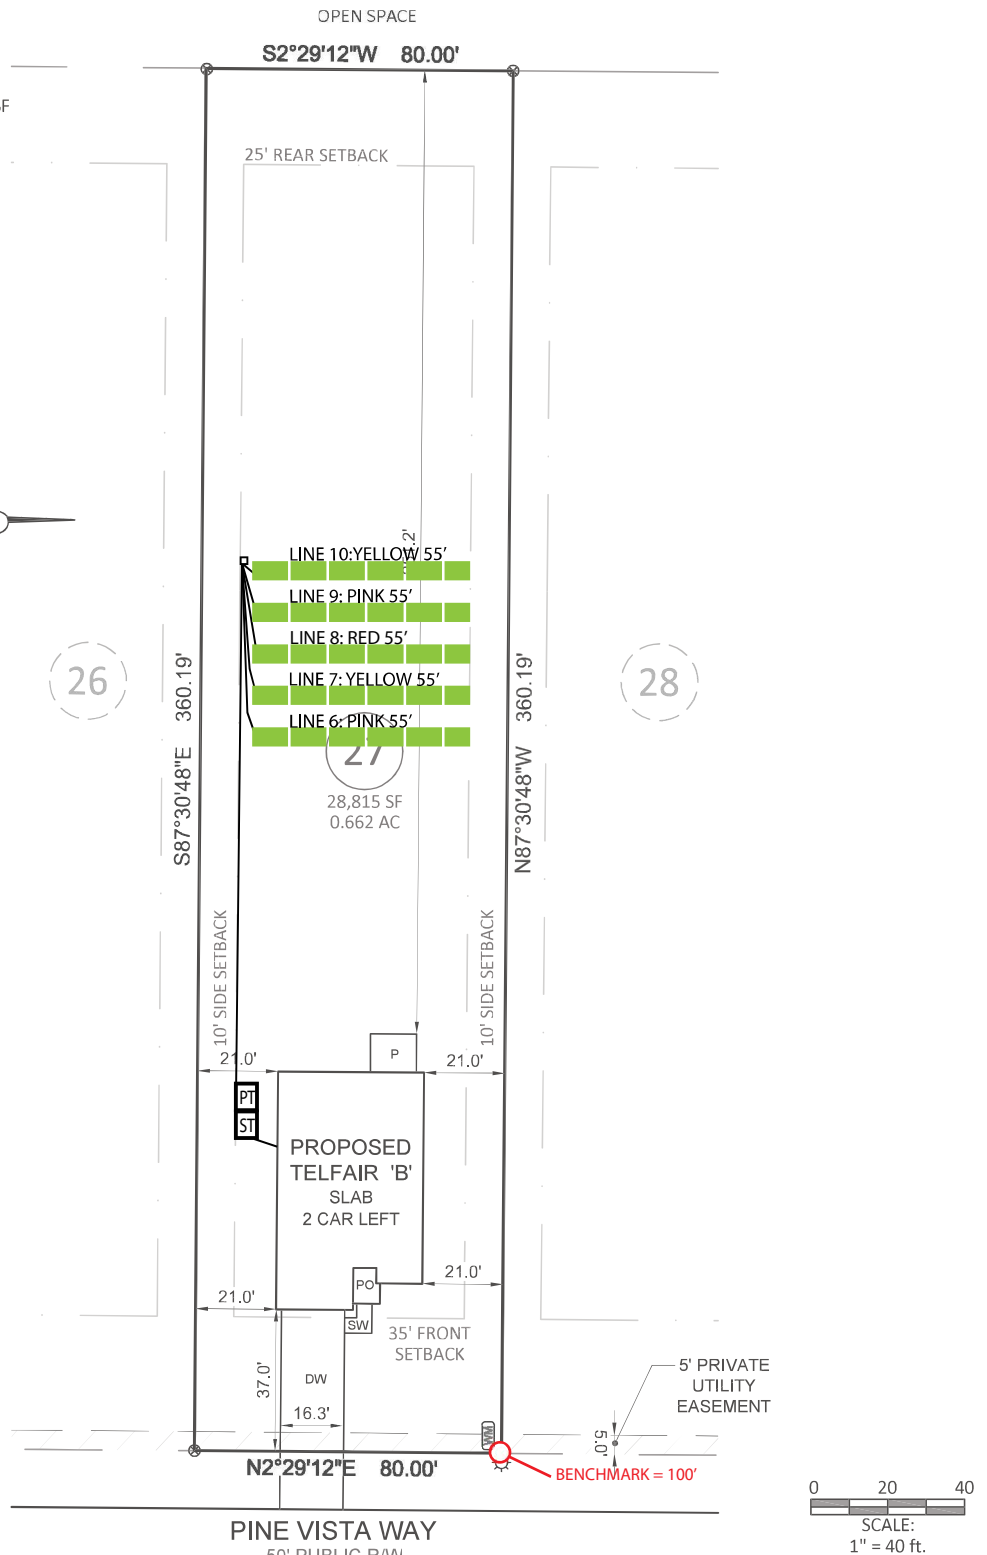 OPEN SPACE
S2°29'12"W 80.00'
25' REAR SETBACK
LINE 10:YELLOW 55'
LINE 9: PINK 55'
LINE 8: RED 55'
LINE 7: YELLOW 55'
LINE 6: PINK 55'
26
27
28
28,815 SF
0.662 AC
S87°30'48"E 360.19'
N87°30'48"W 360.19'
10' SIDE SETBACK
10' SIDE SETBACK
P
21.0'
21.0'
PT
ST
PROPOSED
TELFAIR 'B'
SLAB
2 CAR LEFT
PO
21.0'
21.0'
SW
35' FRONT
SETBACK
37.0'
DW
16.3'
5' PRIVATE
UTILITY
EASEMENT
WM
5.0'
N2°29'12"E 80.00'
BENCHMARK = 100'
0 20 40
SCALE:
1" = 40 ft.
PINE VISTA WAY
50' PUBLIC R/W